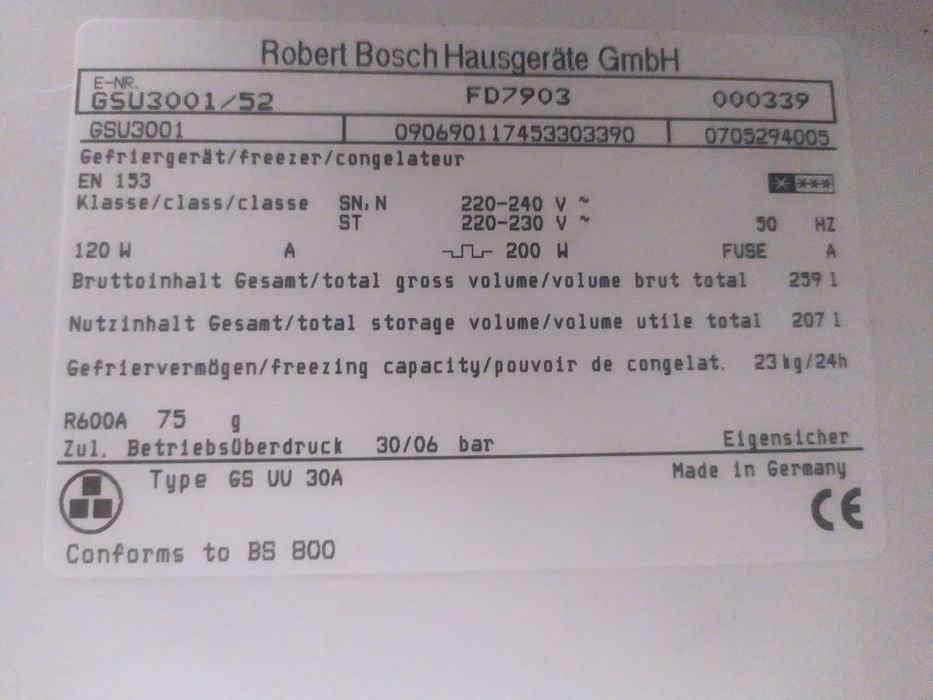 Robert Bosch Hausgeräte GmbH
E-NR.
GSU3001/52 FD7903 000339
GSU3001 090690117453303390 0705294005
Gefriergerät/freezer/congelateur
EN 153 * ***
Klasse/class/classe SN,N 220-240 V ~
ST 220-230 V ~ 50 HZ
120 W A 200 W FUSE A
Bruttoinhalt Gesamt/total gross volume/volume brut total 259 l
Nutzinhalt Gesamt/total storage volume/volume utile total 207 l
Gefriervermögen/freezing capacity/pouvoir de congelat. 23 kg/24h
R600A 75 g
Zul. Betriebsüberdruck 30/06 bar Eigensicher
Type GS UU 30A Made in Germany
CE
Conforms to BS 800